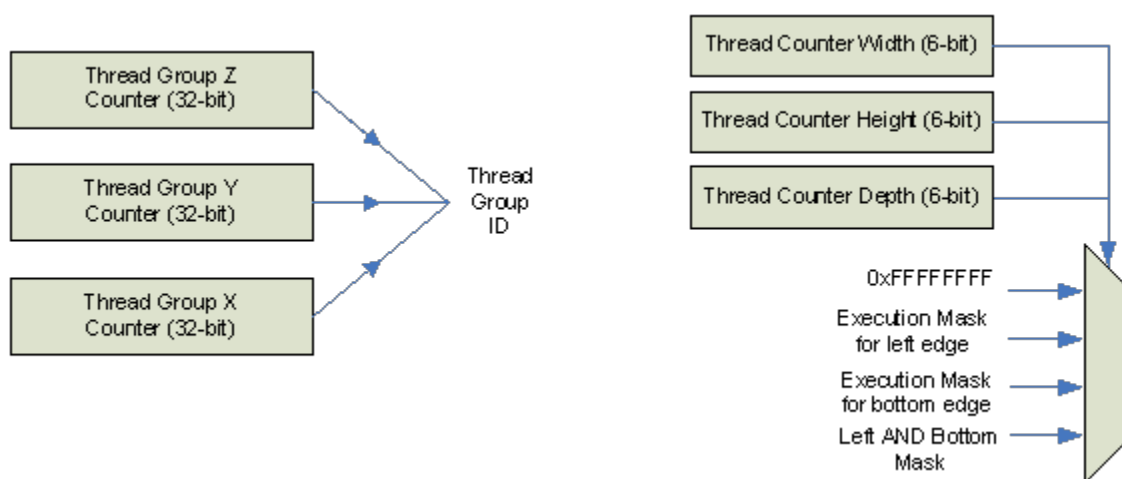 Thread Group Z
Counter (32-bit)
Thread Group Y
Counter (32-bit)
Thread Group X
Counter (32-bit)
Thread
Group
ID
Thread Counter Width (6-bit)
Thread Counter Height (6-bit)
Thread Counter Depth (6-bit)
0xFFFFFFFF
Execution Mask
for left edge
Execution Mask
for bottom edge
Left AND Bottom
Mask